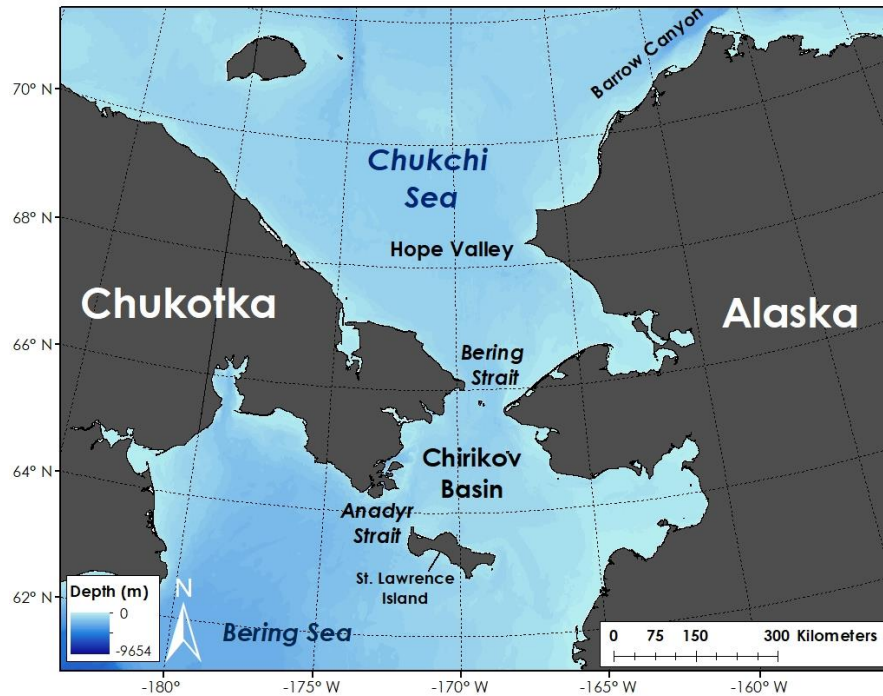 Barrow Canyon
70° N
Chukchi
Sea
68° N
Hope Valley
Chukotka
Alaska
66° N
Bering
Strait
64° N
Chirikov
Basin
Anadyr
Strait
St. Lawrence
Island
62° N
Depth (m)
0
-9654
N
Bering Sea
0 75 150 300 Kilometers
-180° -175° -170° -165° -160°